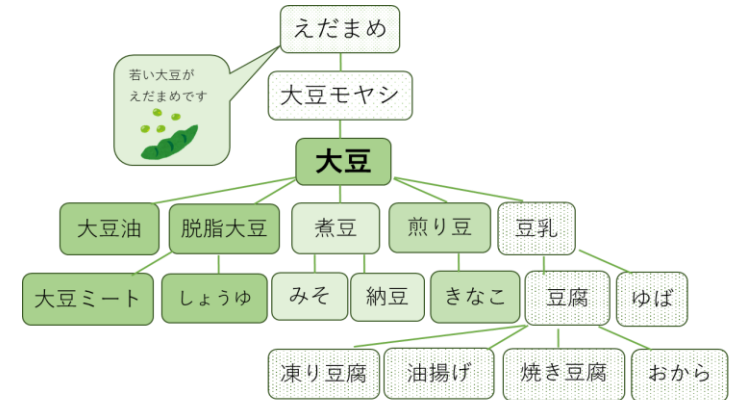 えだまめ
若い大豆が
えだまめです
大豆モヤシ
大豆
大豆油
脱脂大豆
煮豆
煎り豆
豆乳
大豆ミート
しょうゆ
みそ
納豆
きなこ
豆腐
ゆば
凍り豆腐
油揚げ
焼き豆腐
おから